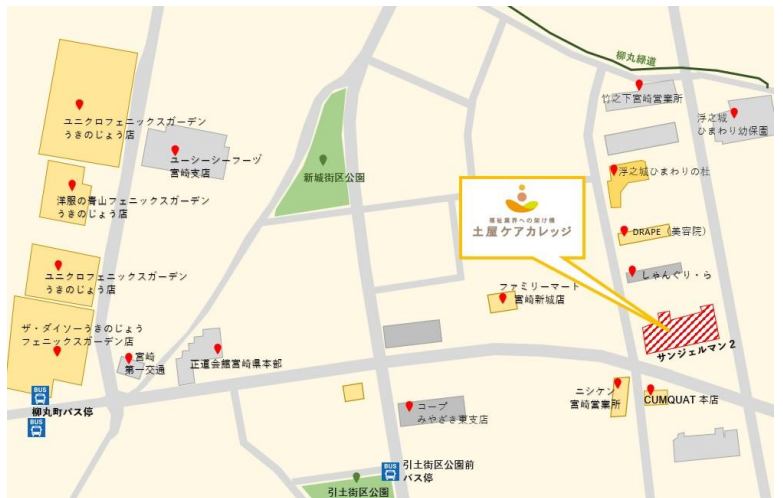 柳丸緑道
竹之下宮崎営業所
浮之城
ひまわり幼保園
ユニクロフェニックスガーデン
うきのじょう店
ユーシーシーフーヅ
宮崎支店
新城街区公園
浮之城ひまわりの杜
洋服の青山フェニックスガーデン
うきのじょう店
福祉業界への架け橋
土屋ケアカレッジ
DRAPE（美容院）
ユニクロフェニックスガーデン
うきのじょう店
しゃんぐり・ら
ファミリーマート
宮崎新城店
ザ・ダイソーうきのじょう
フェニックスガーデン店
宮崎
第一交通
正道会館宮崎県本部
サンジェルマン２
BUS
柳丸町バス停
BUS
コープ
みやざき東支店
ニシケン
宮崎営業所
CUMQUAT 本店
BUS
引土街区公園前
バス停
引土街区公園